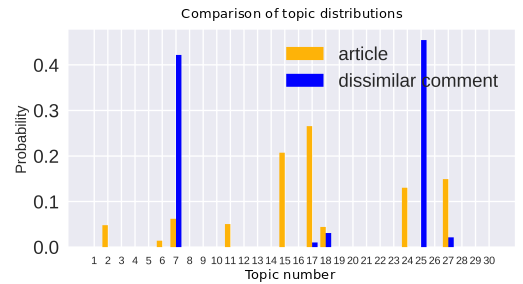 Comparison of topic distributions
article
dissimilar comment
Probability
0.4
0.3
0.2
0.1
0.0
1 2 3 4 5 6 7 8 9 10 11 12 13 14 15 16 17 18 19 20 21 22 23 24 25 26 27 28 29 30
Topic number